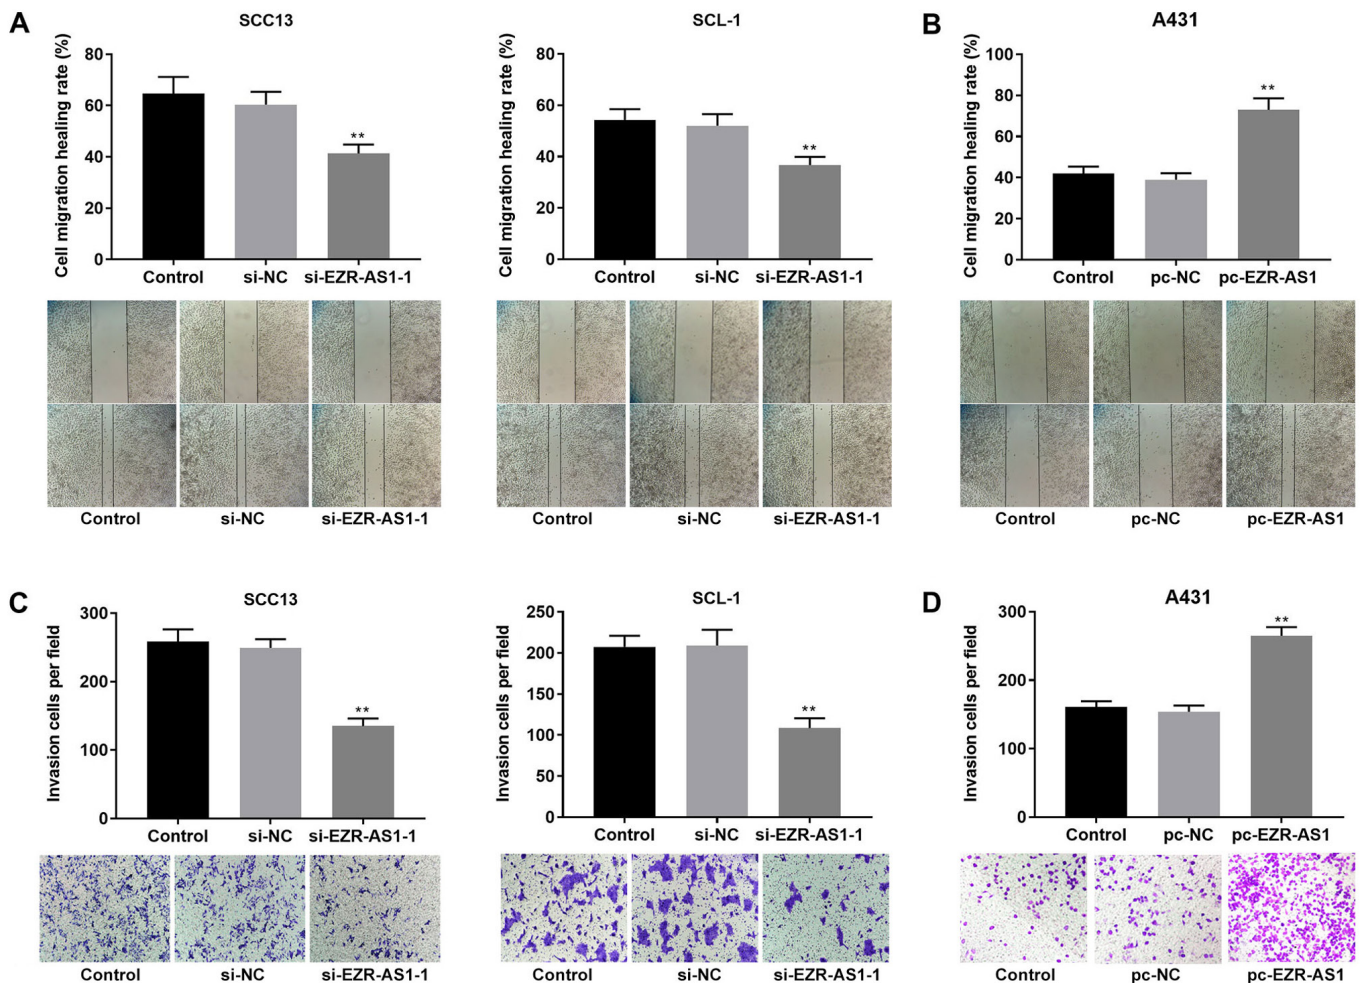 A
SCC13
Cell migration healing rate (%)
80
60
40
20
0
**
Control si-NC si-EZR-AS1-1
Control si-NC si-EZR-AS1-1
SCL-1
Cell migration healing rate (%)
80
60
40
20
0
**
Control si-NC si-EZR-AS1-1
Control si-NC si-EZR-AS1-1
B
A431
Cell migration healing rate (%)
100
80
60
40
20
0
**
Control pc-NC pc-EZR-AS1
Control pc-NC pc-EZR-AS1
C
SCC13
Invasion cells per field
300
200
100
0
**
Control si-NC si-EZR-AS1-1
Control si-NC si-EZR-AS1-1
SCL-1
Invasion cells per field
250
200
150
100
50
0
**
Control si-NC si-EZR-AS1-1
Control si-NC si-EZR-AS1-1
D
A431
Invasion cells per field
300
200
100
0
**
Control pc-NC pc-EZR-AS1
Control pc-NC pc-EZR-AS1